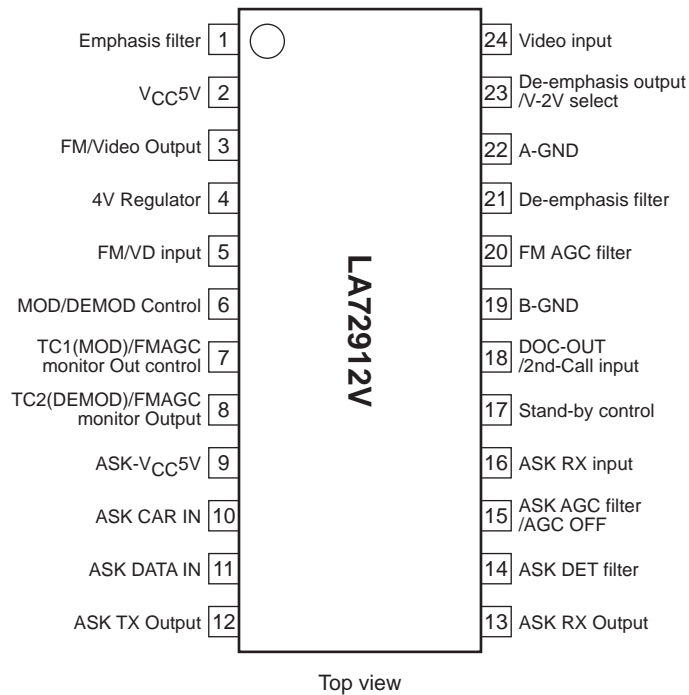 Emphasis filter 1
VCC5V 2
FM/Video Output 3
4V Regulator 4
FM/VD input 5
MOD/DEMOD Control 6
TC1(MOD)/FMAGC
monitor Out control 7
TC2(DEMOD)/FMAGC
monitor Output 8
ASK-VCC5V 9
ASK CAR IN 10
ASK DATA IN 11
ASK TX Output 12
LA72912V
24 Video input
23 De-emphasis output
/V-2V select
22 A-GND
21 De-emphasis filter
20 FM AGC filter
19 B-GND
18 DOC-OUT
/2nd-Call input
17 Stand-by control
16 ASK RX input
15 ASK AGC filter
/AGC OFF
14 ASK DET filter
13 ASK RX Output
Top view